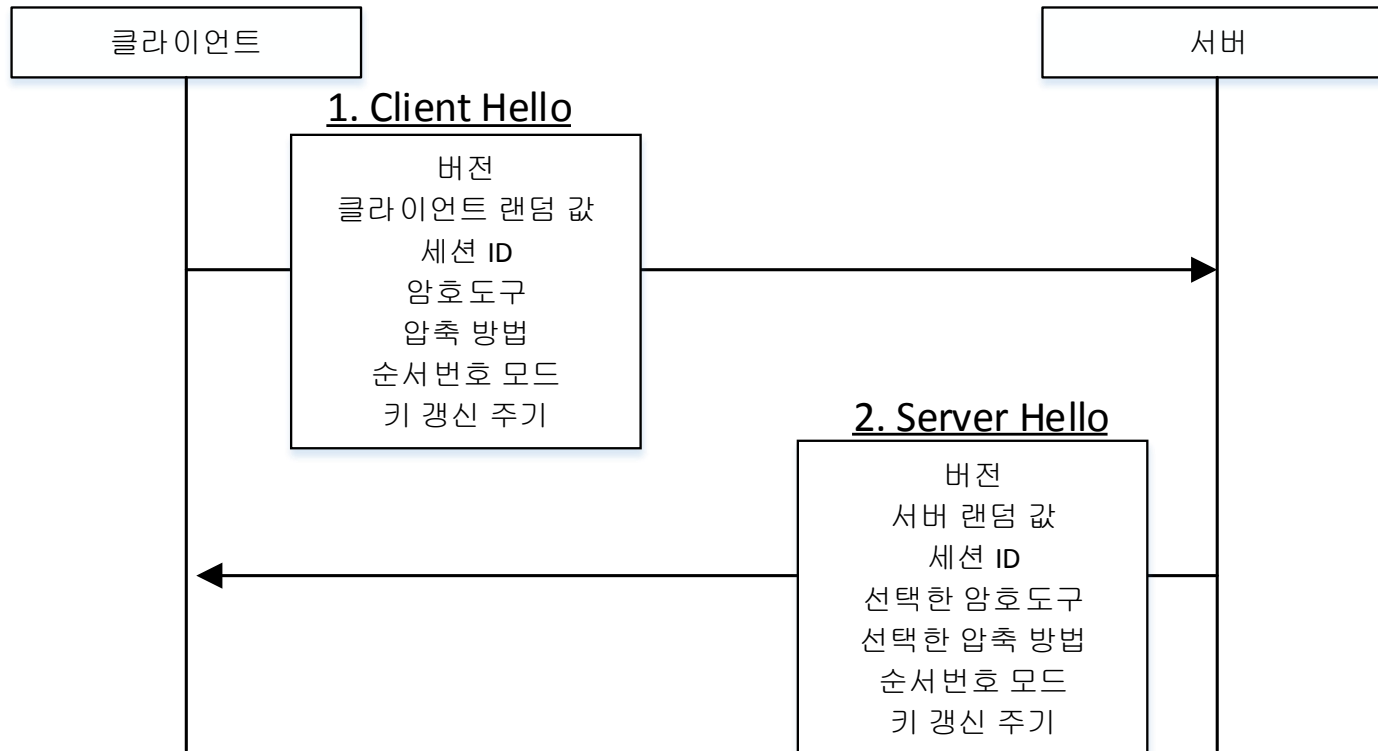 클라이언트
서버
1. Client Hello
버전
클라이언트 랜덤 값
세션 ID
암호도구
압축 방법
순서번호 모드
키 갱신 주기
2. Server Hello
버전
서버 랜덤 값
세션 ID
선택한 암호도구
선택한 압축 방법
순서번호 모드
키 갱신 주기